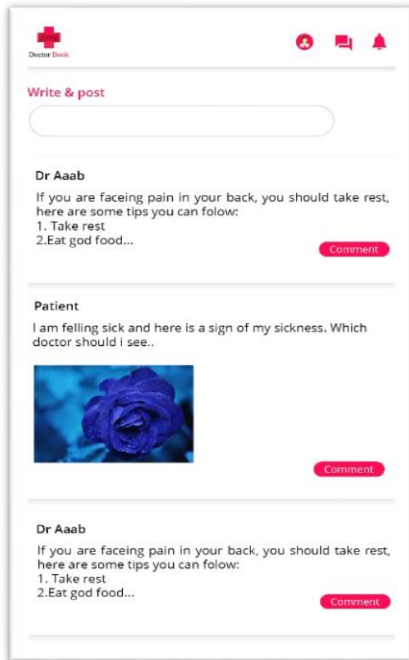 Doctor Dook
Write & post
Dr Aaab
If you are faceing pain in your back, you should take rest,
here are some tips you can folow:
1. Take rest
2.Eat god food...
Comment
Patient
I am felling sick and here is a sign of my sickness. Which
doctor should i see..
Comment
Dr Aaab
If you are faceing pain in your back, you should take rest,
here are some tips you can folow:
1. Take rest
2.Eat god food...
Comment